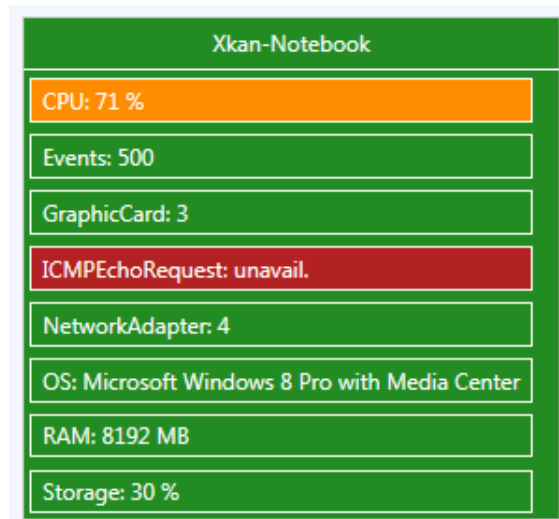 Xkan-Notebook
CPU: 71 %
Events: 500
GraphicCard: 3
ICMPEchoRequest: unavail.
NetworkAdapter: 4
OS: Microsoft Windows 8 Pro with Media Center
RAM: 8192 MB
Storage: 30 %